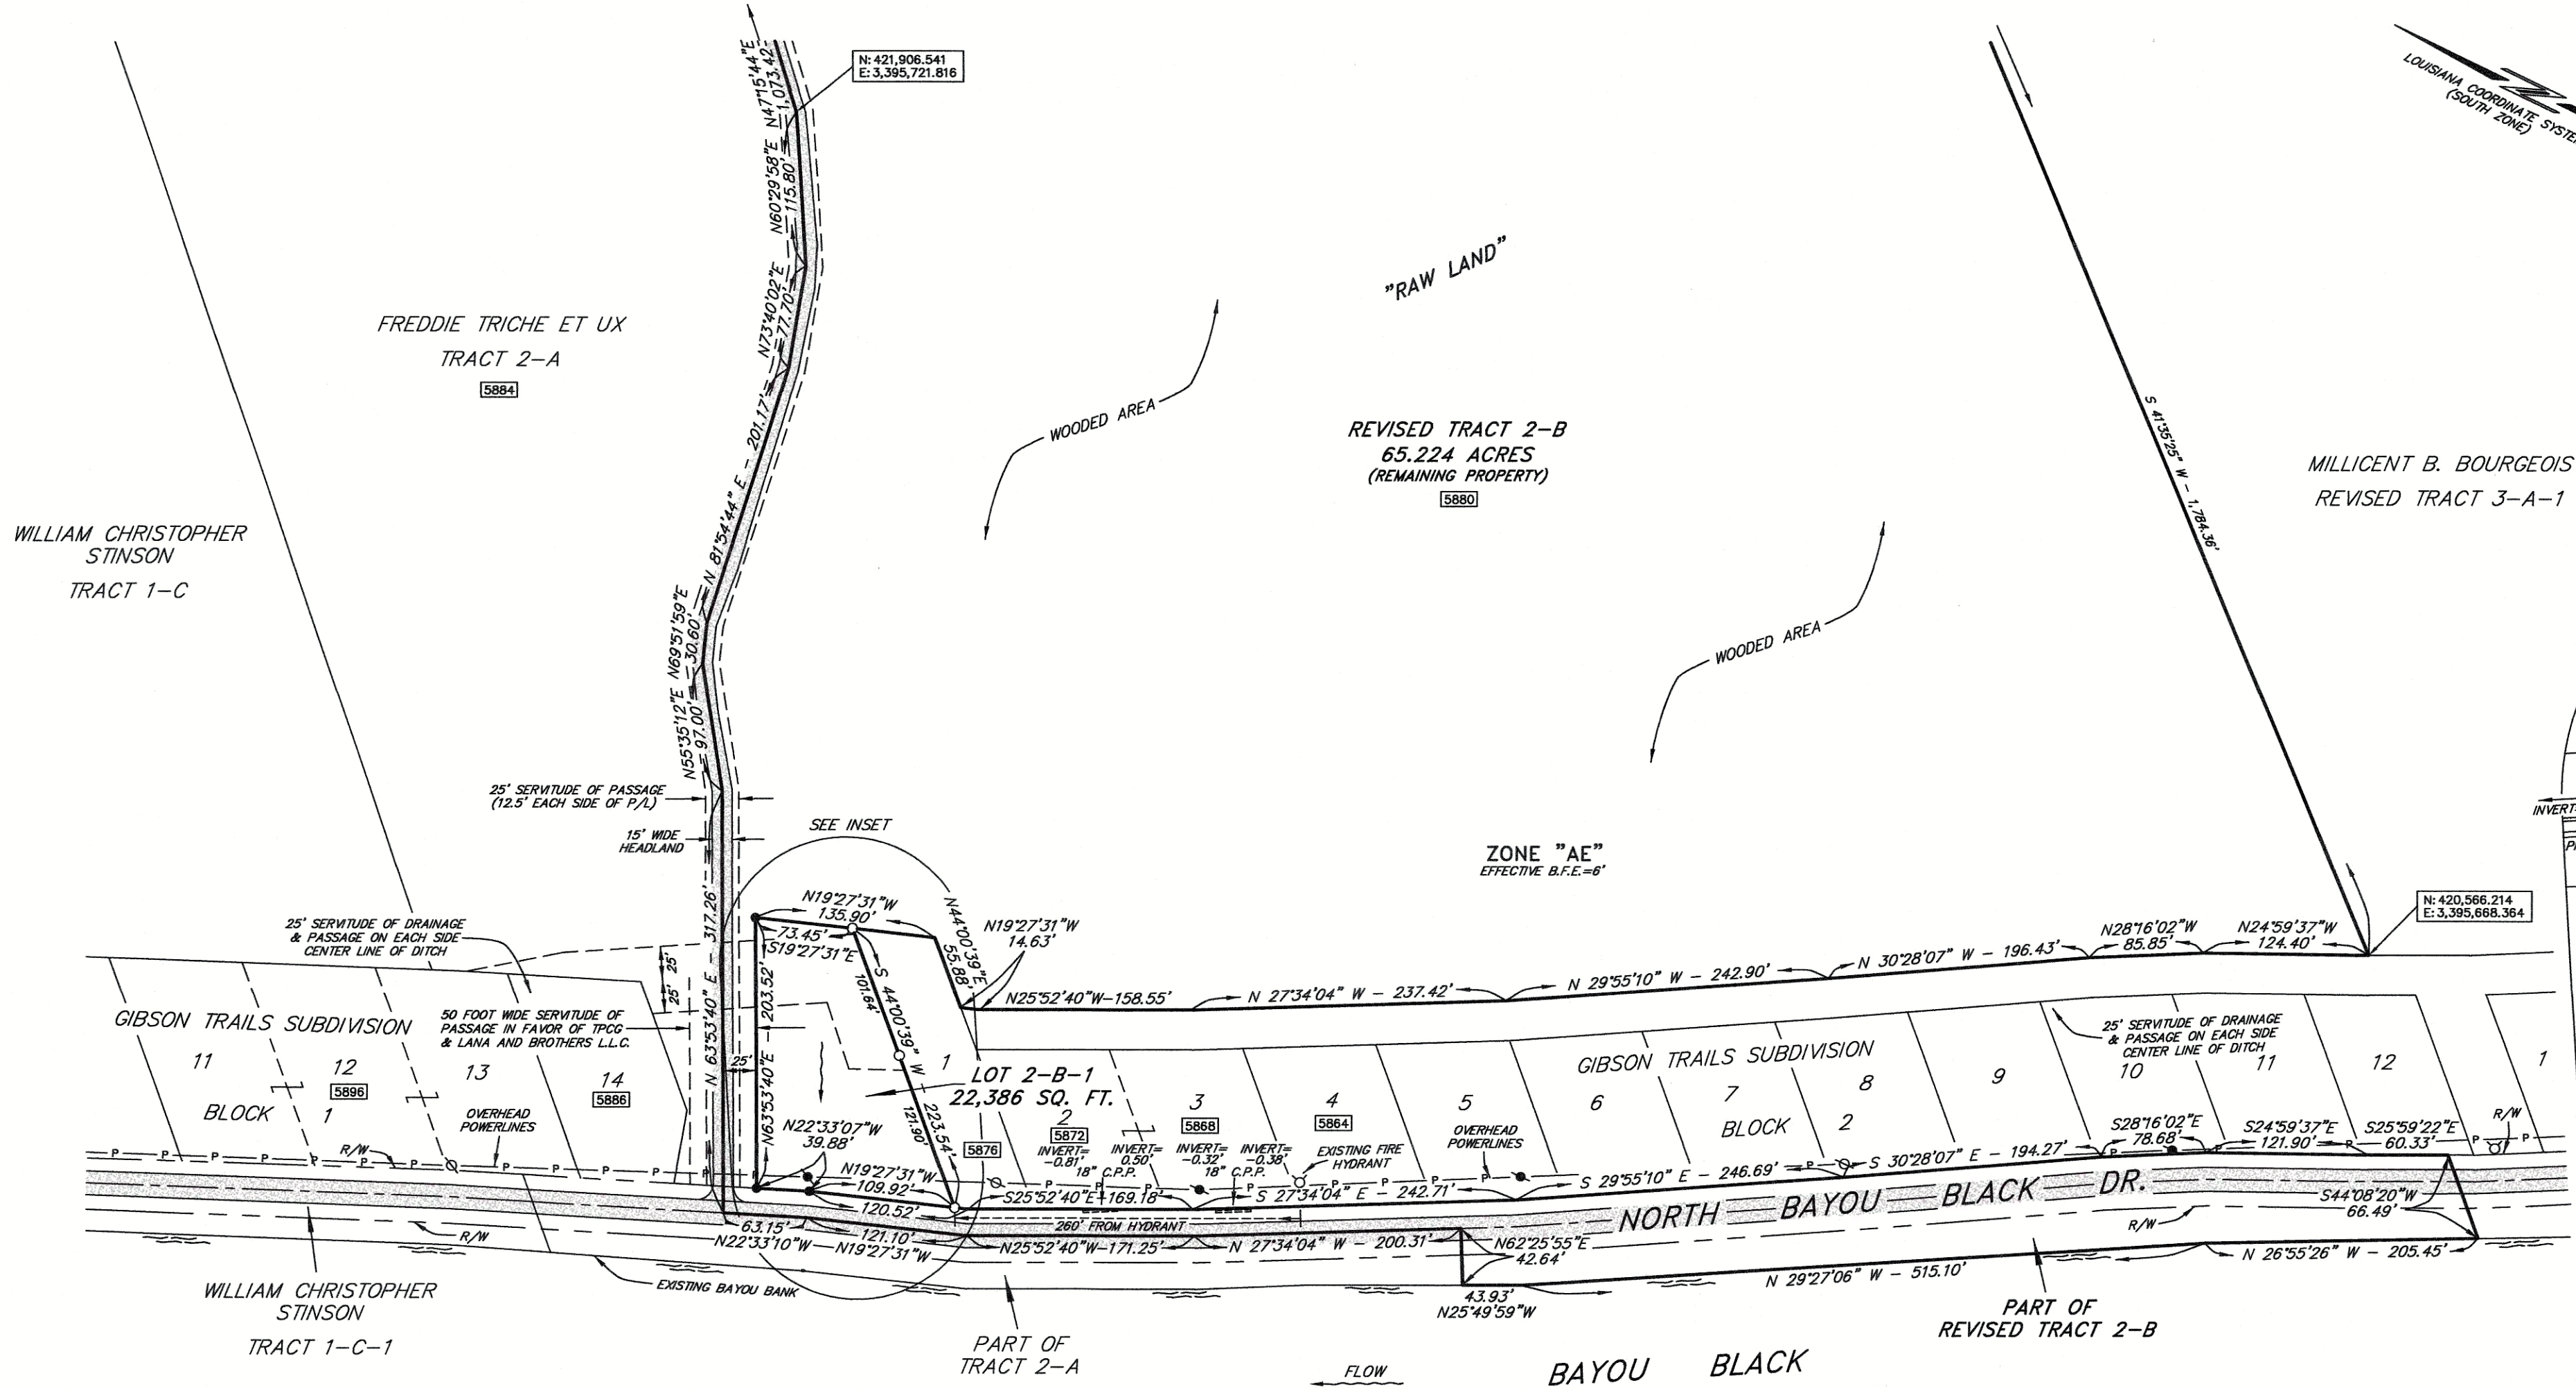 N: 421,906.541
E: 3,395,721.816
N47°15'44"E
1,073.42'
N60°29'58"E
115.80'
N73°40'02"E
77.70'
N 81°54'44" E - 201.17'
N69°51'59"E
30.60'
N55°35'12"E
97.00'
N 63°53'40" E - 317.26'
LOUISIANA COORDINATE SYSTE
(SOUTH ZONE)
"RAW LAND"
FREDDIE TRICHE ET UX
TRACT 2-A
5884
WOODED AREA
REVISED TRACT 2-B
65.224 ACRES
(REMAINING PROPERTY)
5880
S 41°35'25" W - 1,784.36'
MILLICENT B. BOURGEOIS
REVISED TRACT 3-A-1
WILLIAM CHRISTOPHER
STINSON
TRACT 1-C
WOODED AREA
25' SERVITUDE OF PASSAGE
(12.5' EACH SIDE OF P/L)
15' WIDE
HEADLAND
SEE INSET
ZONE "AE"
EFFECTIVE B.F.E.=6'
INVERT=
N: 420,566.214
E: 3,395,668.364
25' SERVITUDE OF DRAINAGE
& PASSAGE ON EACH SIDE
CENTER LINE OF DITCH
N19°27'31"W
135.90'
73.45'
S19°27'31"E
N44°00'39"E
55.88'
N19°27'31"W
14.63'
N25°52'40"W-158.55'
N 27°34'04" W - 237.42'
N 29°55'10" W - 242.90'
N 30°28'07" W - 196.43'
N28°16'02"W
85.85'
N24°59'37"W
124.40'
25'
25'
50 FOOT WIDE SERVITUDE OF
PASSAGE IN FAVOR OF TPCG
& LANA AND BROTHERS L.L.C.
25'
N63°53'40"E - 203.52'
S 44°00'39" W - 223.54'
101.64'
121.90'
GIBSON TRAILS SUBDIVISION
11
12
5896
13
14
5886
BLOCK 1
OVERHEAD
POWERLINES
R/W
1
LOT 2-B-1
22,386 SQ. FT.
5876
2
5872
3
5868
4
5864
5
6
7
8
9
10
11
12
1
GIBSON TRAILS SUBDIVISION
BLOCK 2
25' SERVITUDE OF DRAINAGE
& PASSAGE ON EACH SIDE
CENTER LINE OF DITCH
N22°33'07"W
39.88'
N19°27'31"W
109.92'
120.52'
INVERT=
-0.81'
INVERT=
0.50'
18" C.P.P.
INVERT=
-0.32'
INVERT=
-0.38'
18" C.P.P.
EXISTING FIRE
HYDRANT
OVERHEAD
POWERLINES
R/W
S25°52'40"E-169.18'
S 27°34'04" E - 242.71'
S 29°55'10" E - 246.69'
S 30°28'07" E - 194.27'
S28°16'02"E
78.68'
S24°59'37"E
121.90'
S25°59'22"E
60.33'
260' FROM HYDRANT
NORTH BAYOU BLACK DR.
S44°08'20"W
66.49'
R/W
R/W
63.15'
N22°33'10"W
121.10'
N19°27'31"W
N25°52'40"W-171.25'
N 27°34'04" W - 200.31'
N62°25'55"E
42.64'
43.93'
N25°49'59"W
N 29°27'06" W - 515.10'
N 26°55'26" W - 205.45'
EXISTING BAYOU BANK
WILLIAM CHRISTOPHER
STINSON
TRACT 1-C-1
PART OF
TRACT 2-A
PART OF
REVISED TRACT 2-B
FLOW
BAYOU BLACK